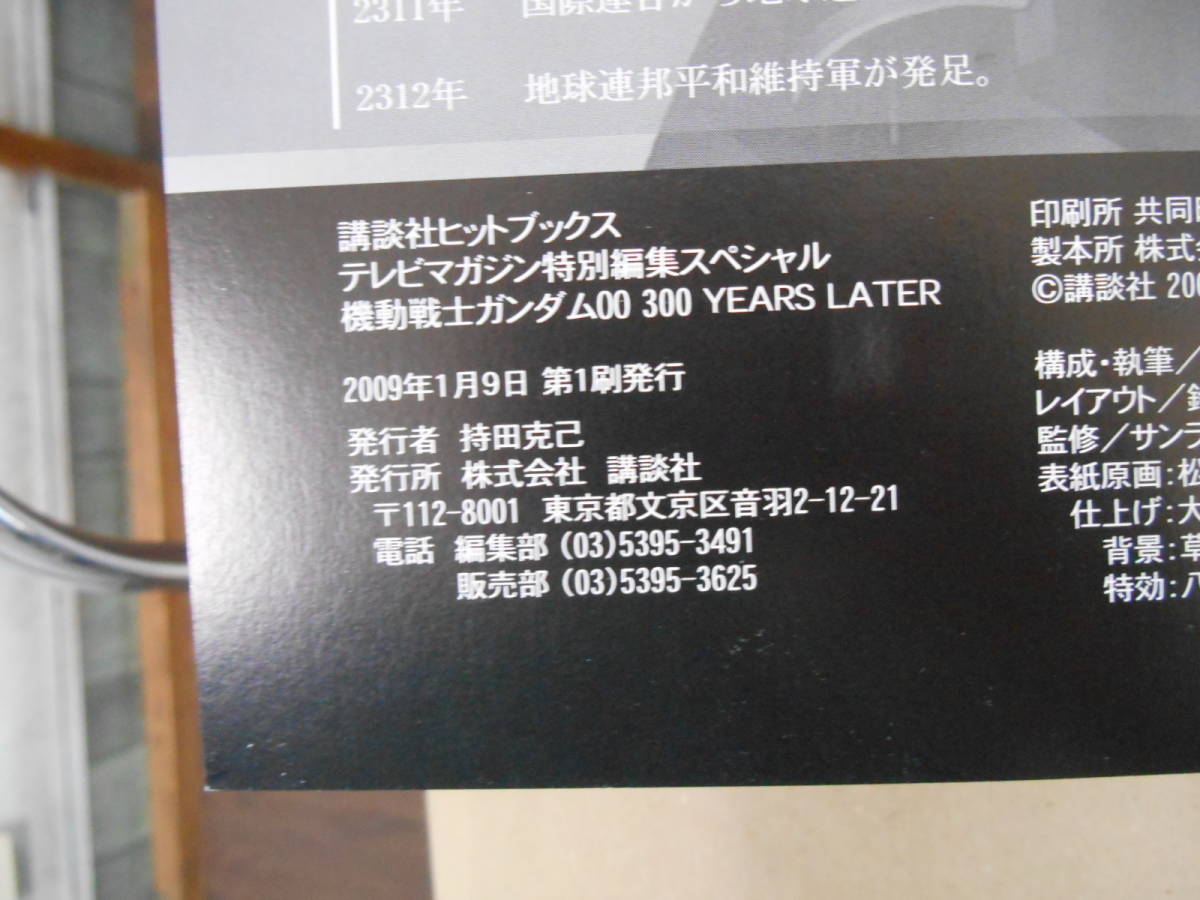 2311年
2312年 地球連邦平和維持軍が発足。
講談社ヒットブックス
テレビマガジン特別編集スペシャル
機動戦士ガンダム00 300 YEARS LATER
2009年1月9日 第1刷発行
発行者 持田克己
発行所 株式会社 講談社
〒112-8001 東京都文京区音羽2-12-21
電話 編集部 (03)5395-3491
販売部 (03)5395-3625
印刷所 共同
製本所 株式
©講談社 200
構成・執筆／
レイアウト／
監修／サン
表紙原画：松
仕上げ：大
背景：草
特効：八